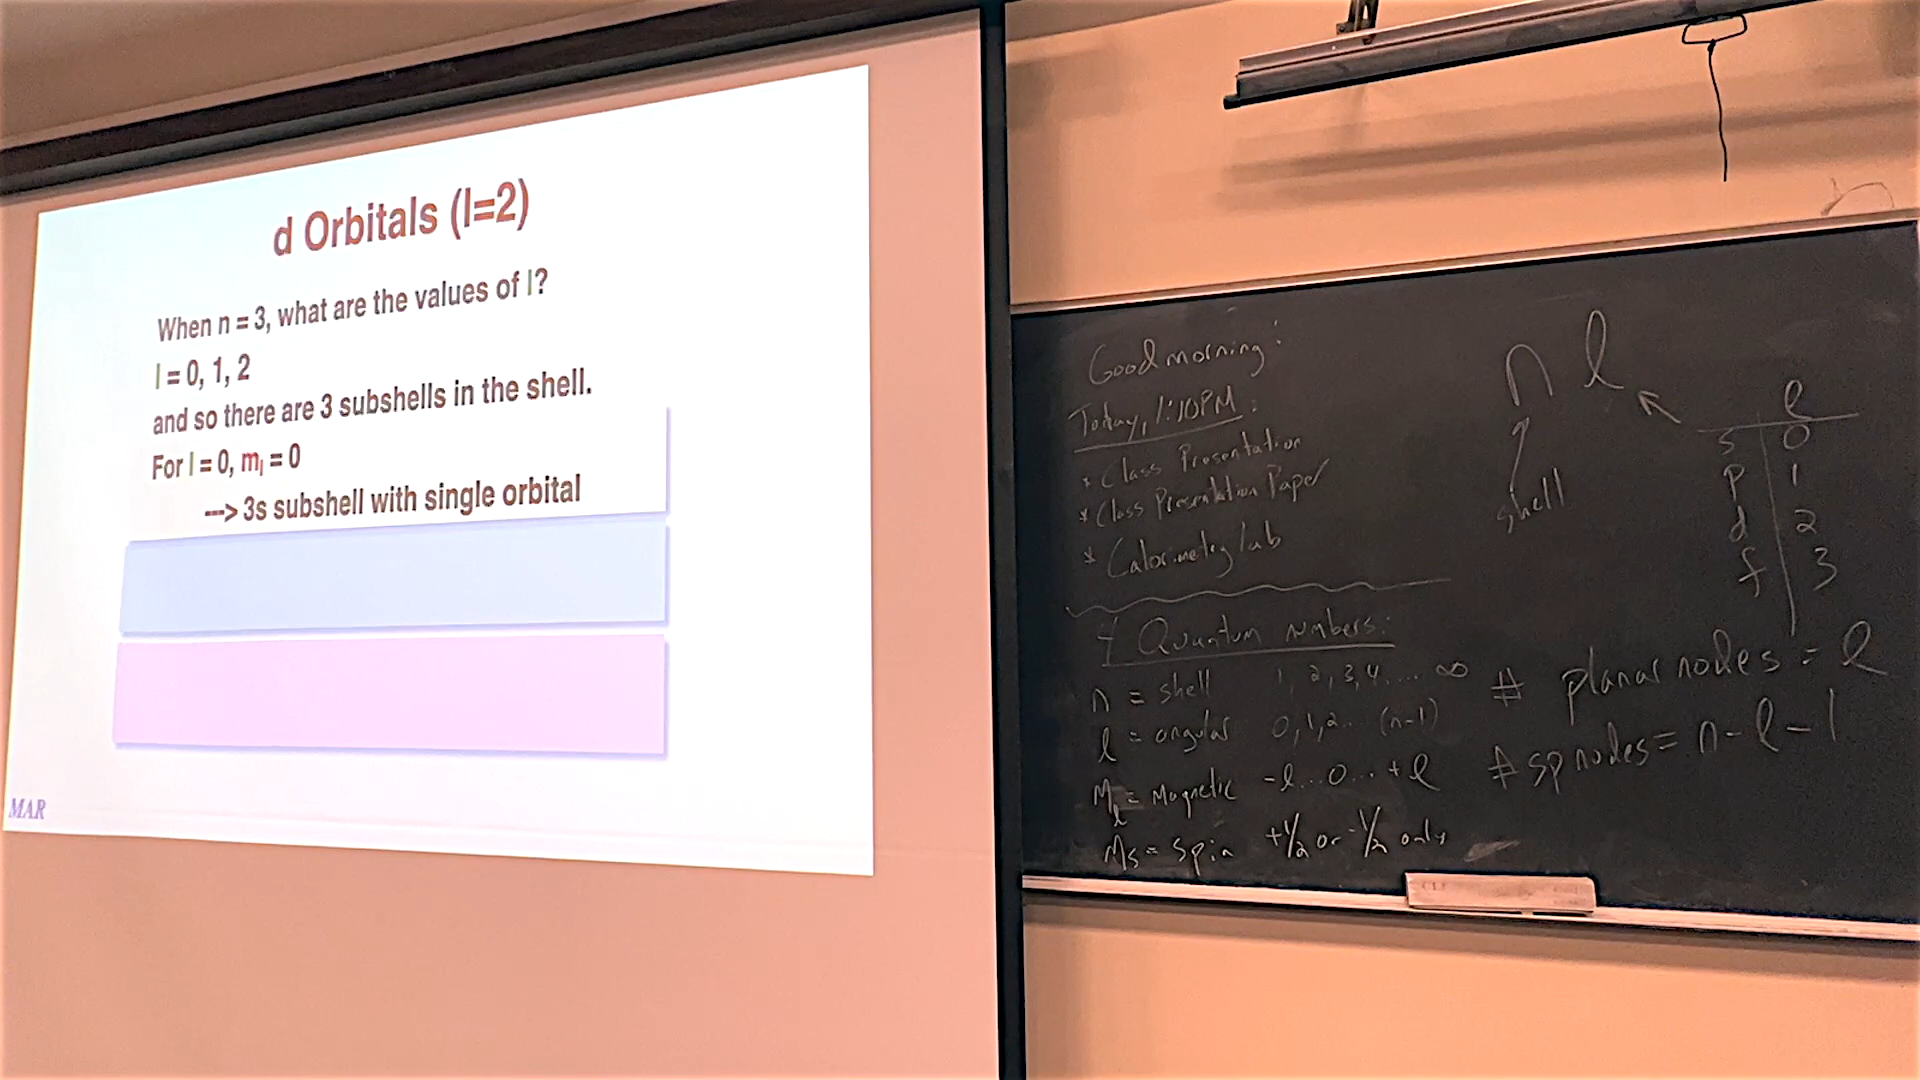 d Orbitals (l=2)
When n = 3, what are the values of l?
l = 0, 1, 2
and so there are 3 subshells in the shell.
For l = 0, mₗ = 0
---> 3s subshell with single orbital
MAR
Good morning:
Today, 1:10PM:
* Class Presentation
* Class Presentation Paper
* Calorimetry lab
4 Quantum numbers:
n = shell 1, 2, 3, 4, ... ∞
l = angular 0, 1, 2.. (n-1)
Mₗ = Magnetic -l...0...+l
Ms = spin +1/2 or -1/2 only
n l
shell
l
s 0
p 1
d 2
f 3
# planar nodes = l
# sp nodes = n-l-1